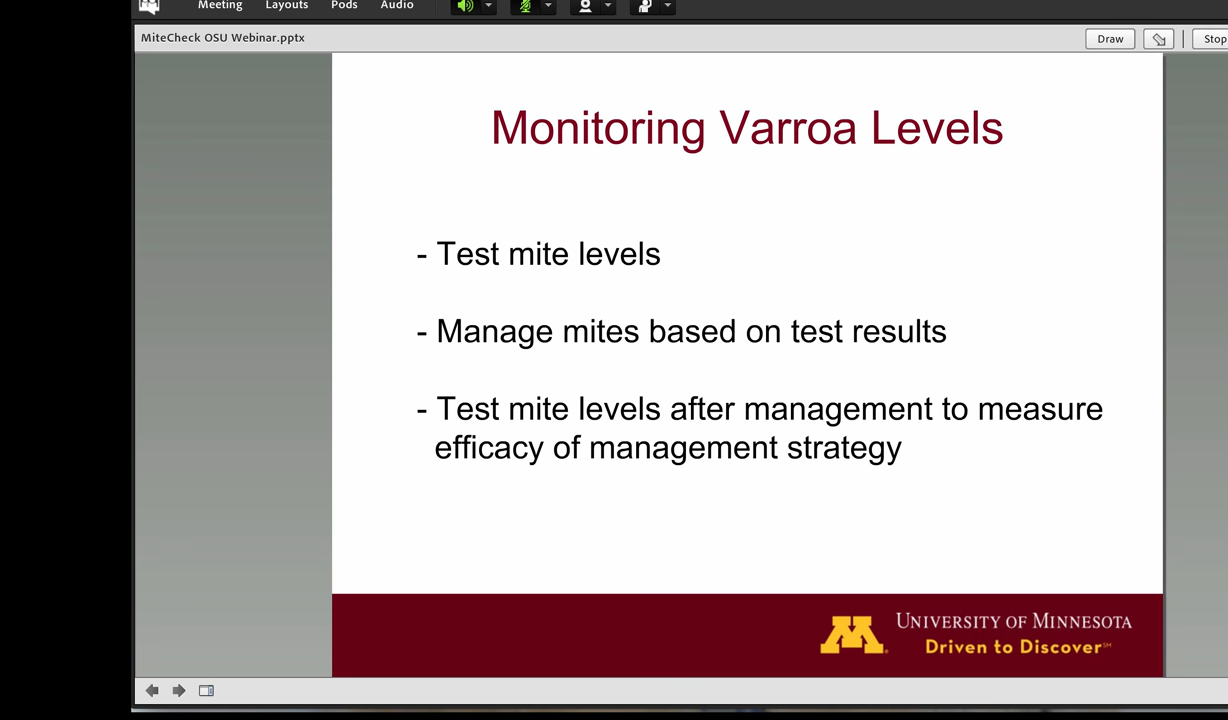 Meeting Layouts Pods Audio
MiteCheck OSU Webinar.pptx
Draw
Stop
Monitoring Varroa Levels
- Test mite levels
- Manage mites based on test results
- Test mite levels after management to measure
efficacy of management strategy
UNIVERSITY OF MINNESOTA
Driven to Discover℠